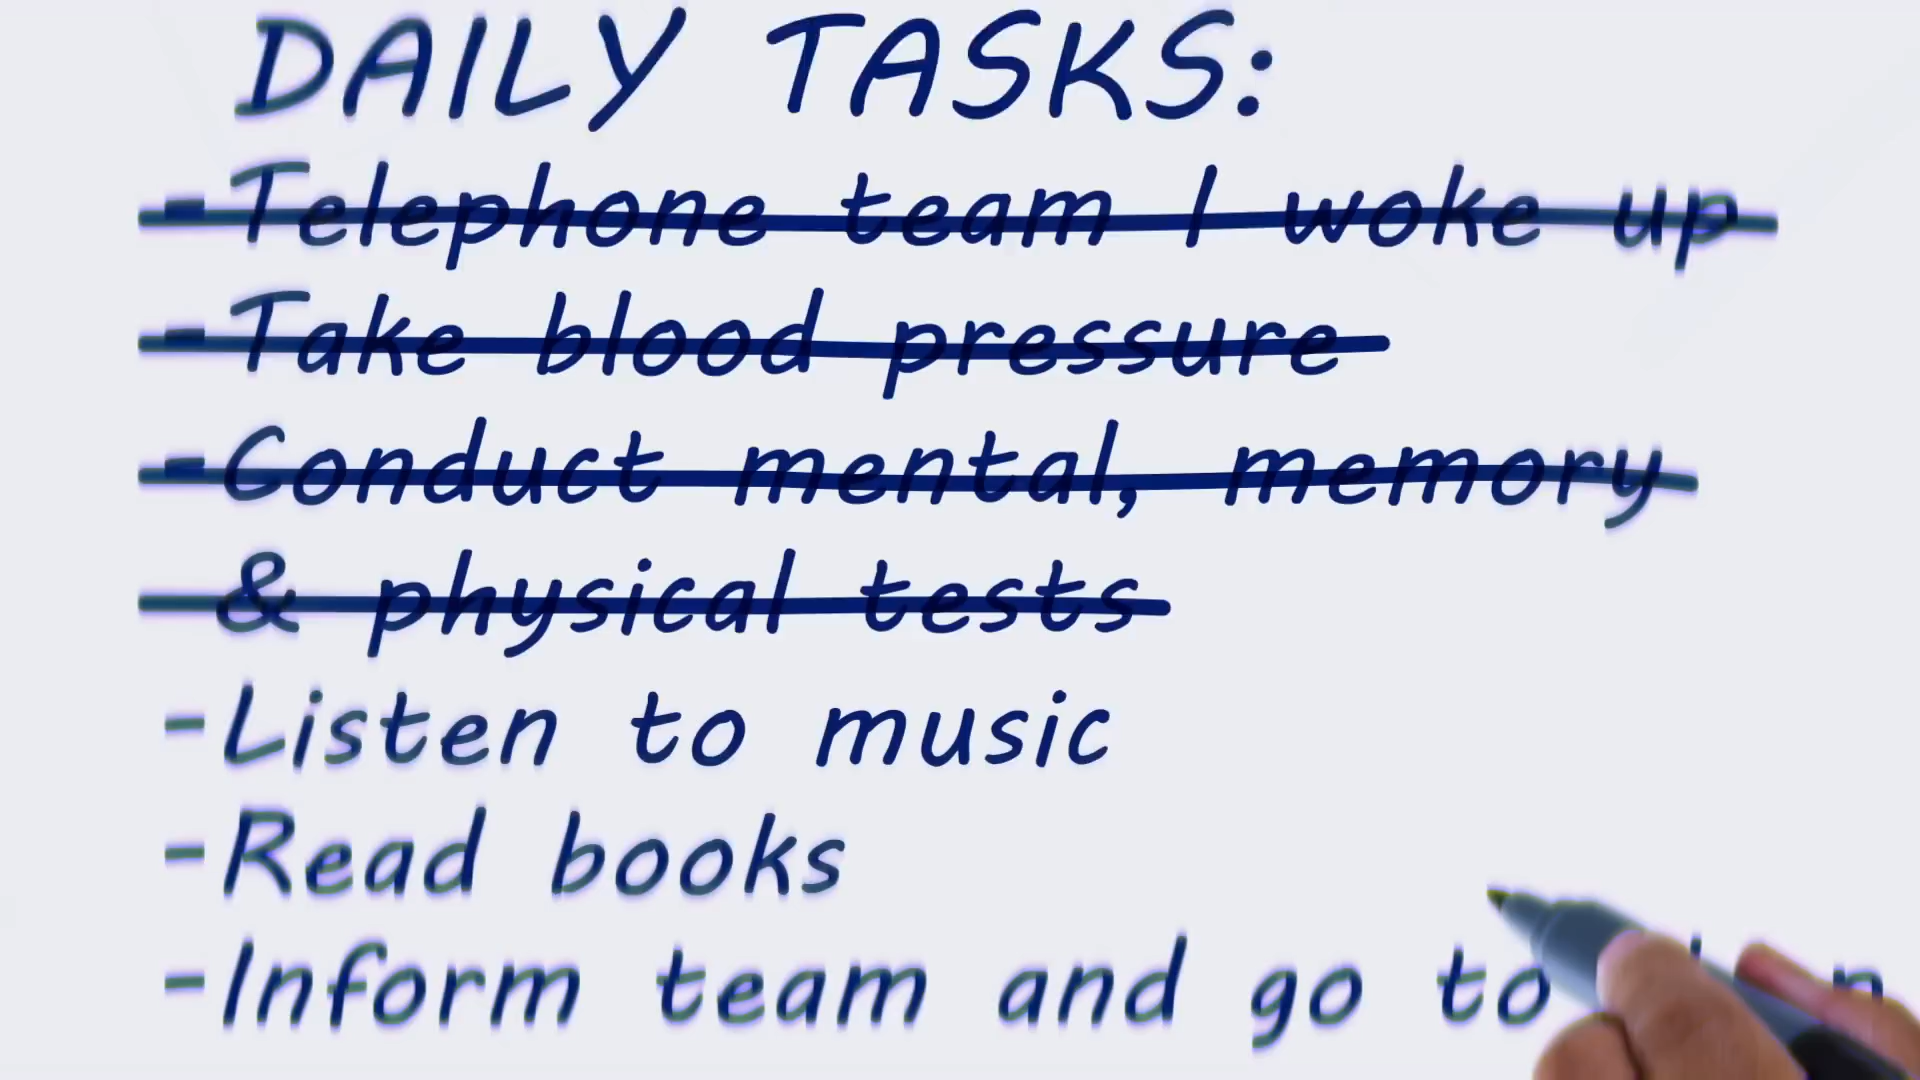 DAILY TASKS:
- Telephone team I woke up
- Take blood pressure
- Conduct mental, memory
& physical tests
- Listen to music
- Read books
- Inform team and go to